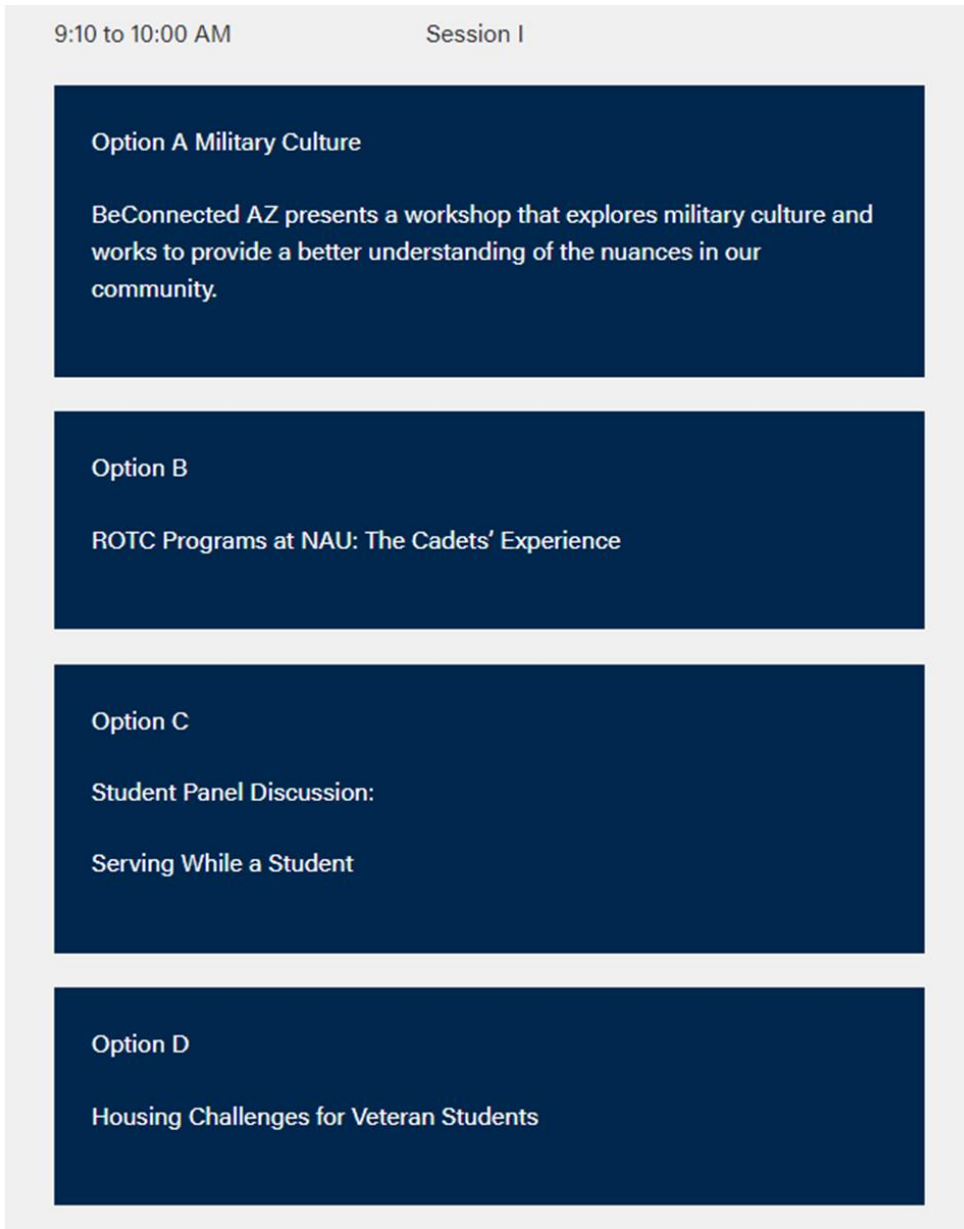 9:10 to 10:00 AM Session I
Option A Military Culture
BeConnected AZ presents a workshop that explores military culture and
works to provide a better understanding of the nuances in our
community.
Option B
ROTC Programs at NAU: The Cadets’ Experience
Option C
Student Panel Discussion:
Serving While a Student
Option D
Housing Challenges for Veteran Students